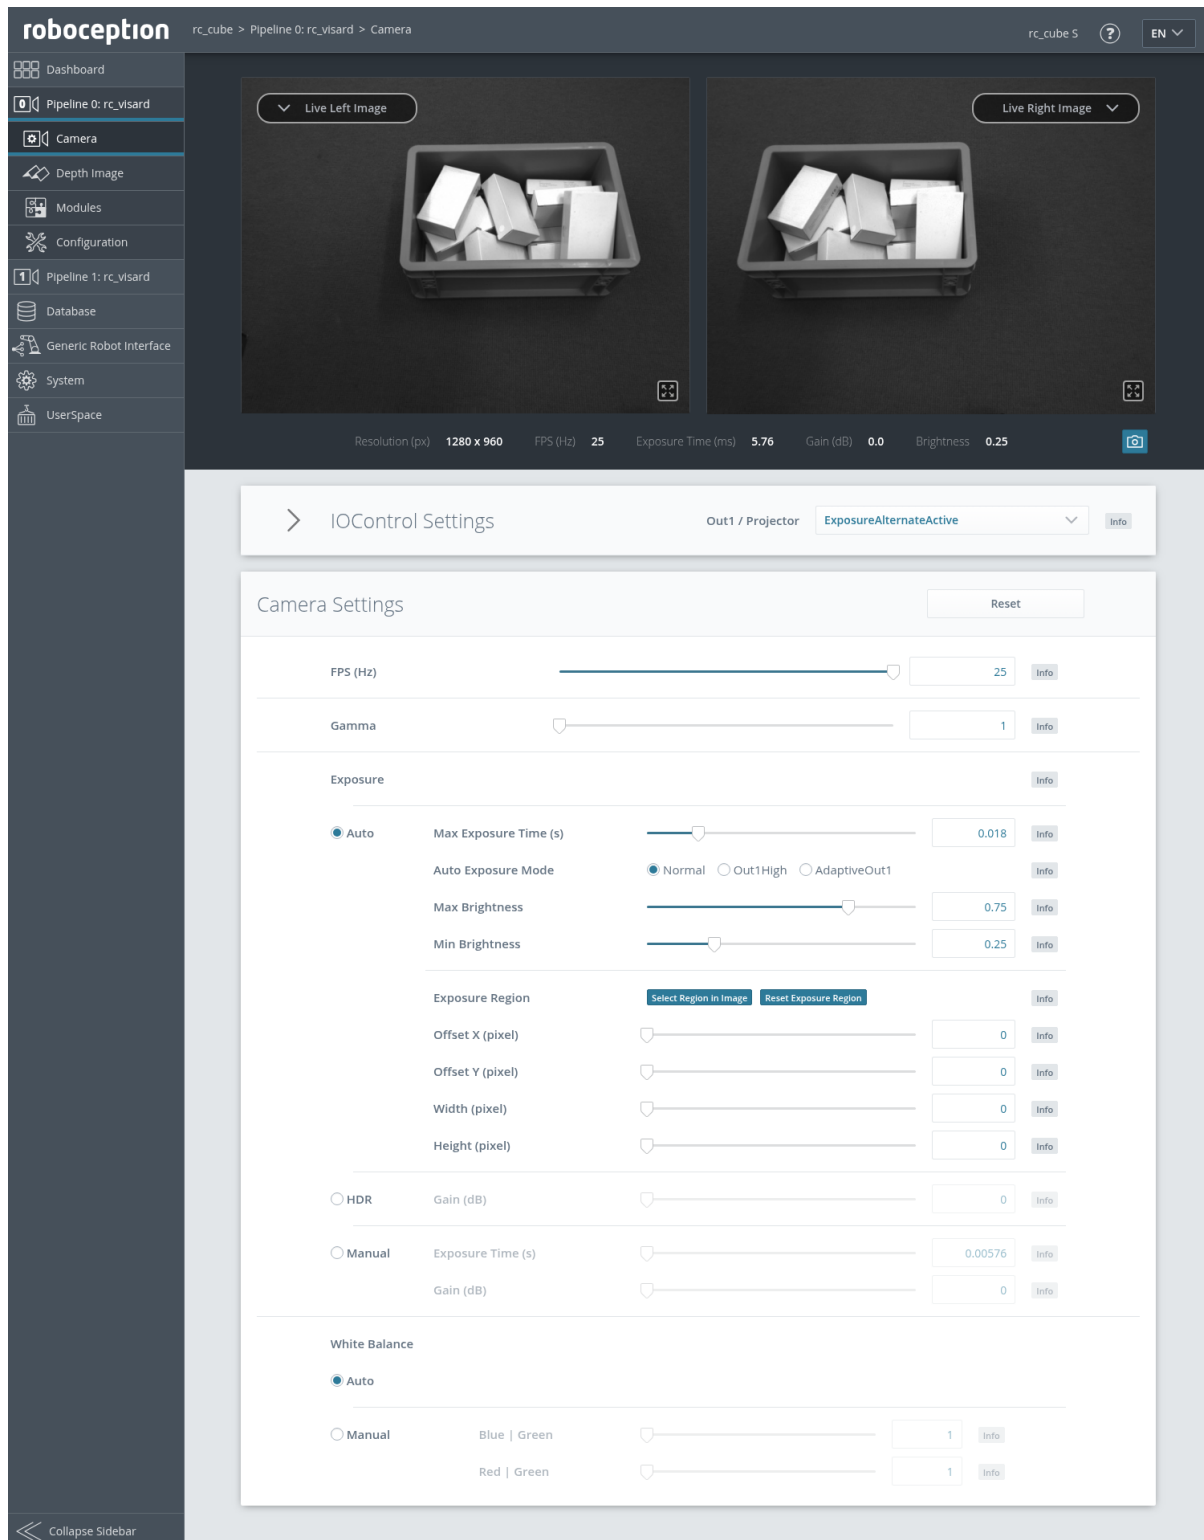 roboception
rc_cube > Pipeline 0: rc_visard > Camera
rc_cube S ? EN
Dashboard
0 Pipeline 0: rc_visard
Camera
Depth Image
Modules
Configuration
1 Pipeline 1: rc_visard
Database
Generic Robot Interface
System
UserSpace
Live Left Image
Live Right Image
Resolution (px) 1280 x 960 FPS (Hz) 25 Exposure Time (ms) 5.76 Gain (dB) 0.0 Brightness 0.25
IOControl Settings Out1 / Projector ExposureAlternateActive Info
Camera Settings Reset
FPS (Hz) 25 Info
Gamma 1 Info
Exposure Info
Auto Max Exposure Time (s) 0.018 Info
Auto Exposure Mode Normal Out1High AdaptiveOut1 Info
Max Brightness 0.75 Info
Min Brightness 0.25 Info
Exposure Region Select Region in Image Reset Exposure Region Info
Offset X (pixel) 0 Info
Offset Y (pixel) 0 Info
Width (pixel) 0 Info
Height (pixel) 0 Info
HDR Gain (dB) 0 Info
Manual Exposure Time (s) 0.00576 Info
Gain (dB) 0 Info
White Balance
Auto
Manual Blue | Green 1 Info
Red | Green 1 Info
Collapse Sidebar